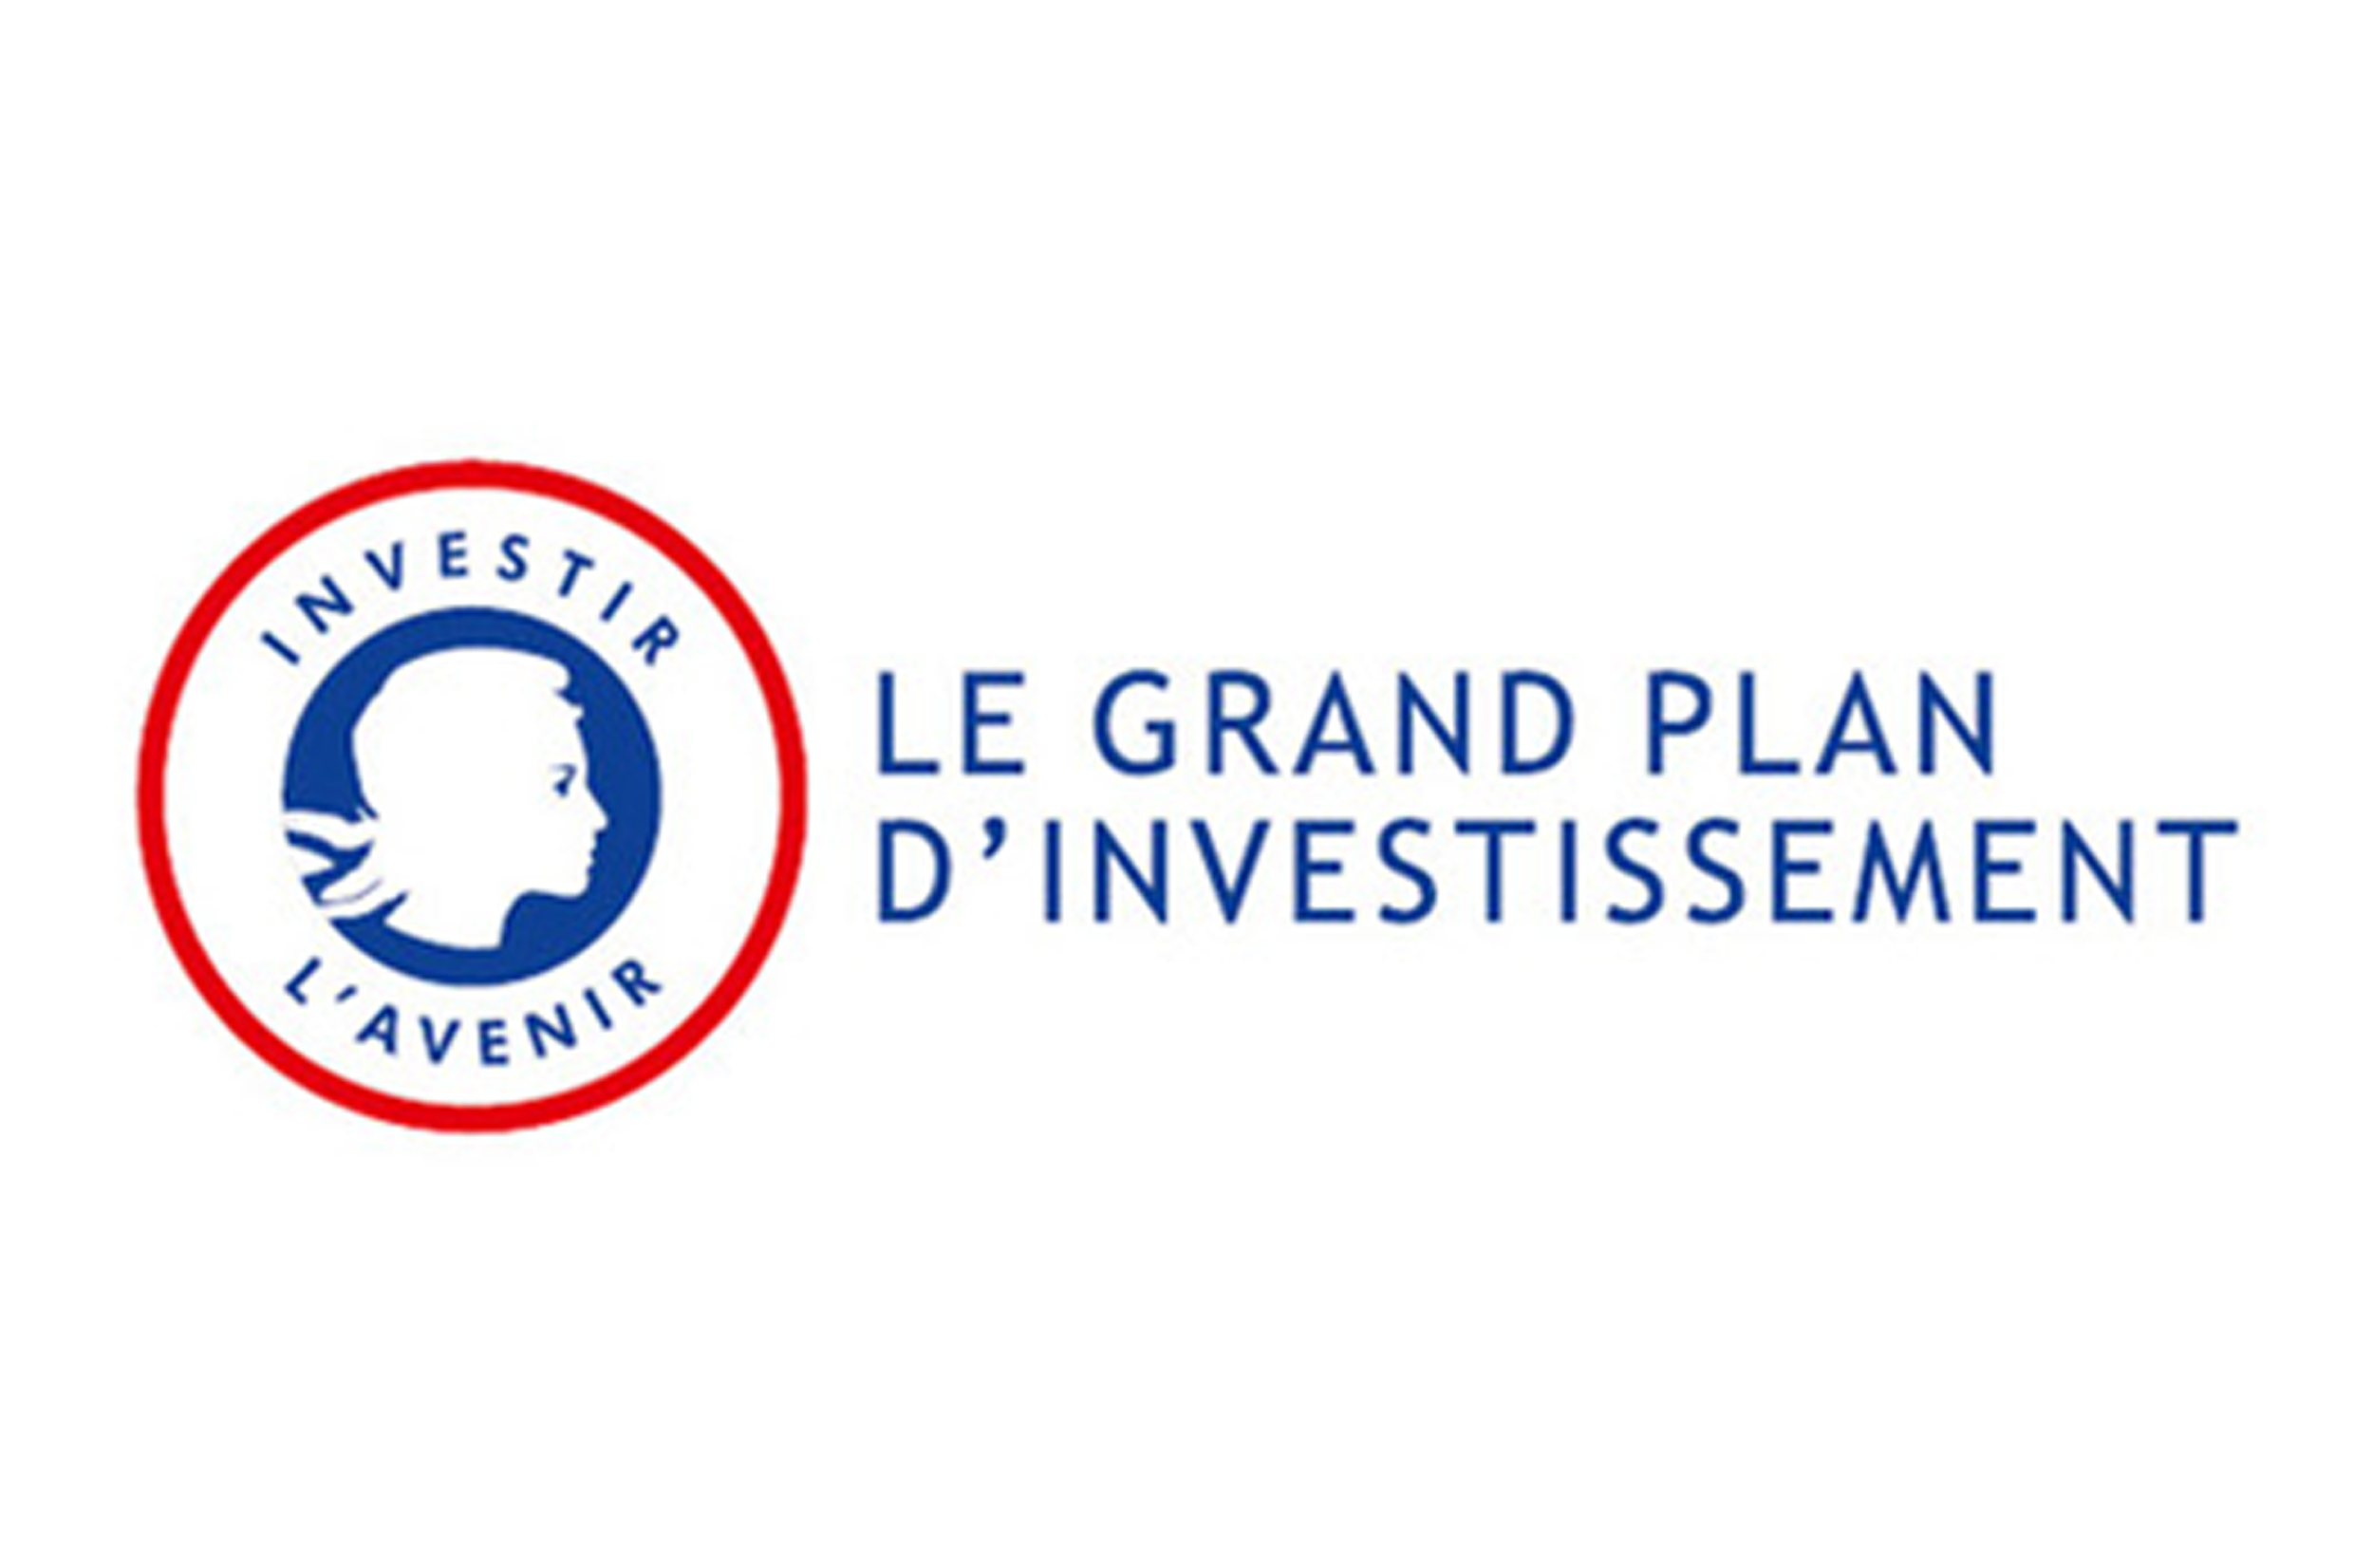 INVESTIR
L'AVENIR
LE GRAND PLAN
D’INVESTISSEMENT